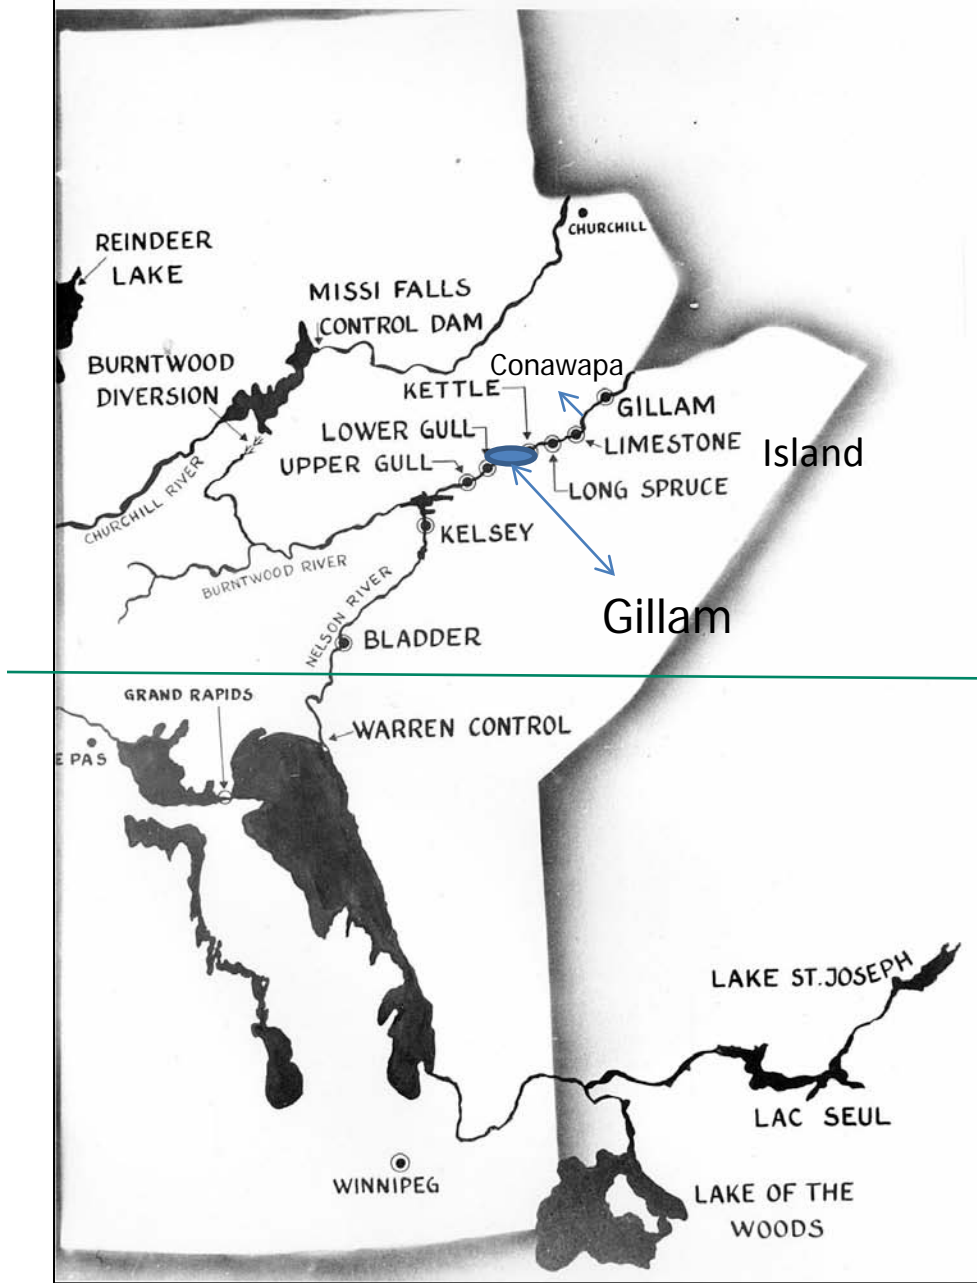 CHURCHILL
REINDEER
LAKE
MISSI FALLS
CONTROL DAM
BURNTWOOD
DIVERSION
Conawapa
KETTLE
GILLAM
LOWER GULL
LIMESTONE
Island
UPPER GULL
LONG SPRUCE
CHURCHILL RIVER
KELSEY
BURNTWOOD RIVER
NELSON RIVER
Gillam
BLADDER
GRAND RAPIDS
WARREN CONTROL
E PAS
LAKE ST. JOSEPH
LAC SEUL
WINNIPEG
LAKE OF THE
WOODS